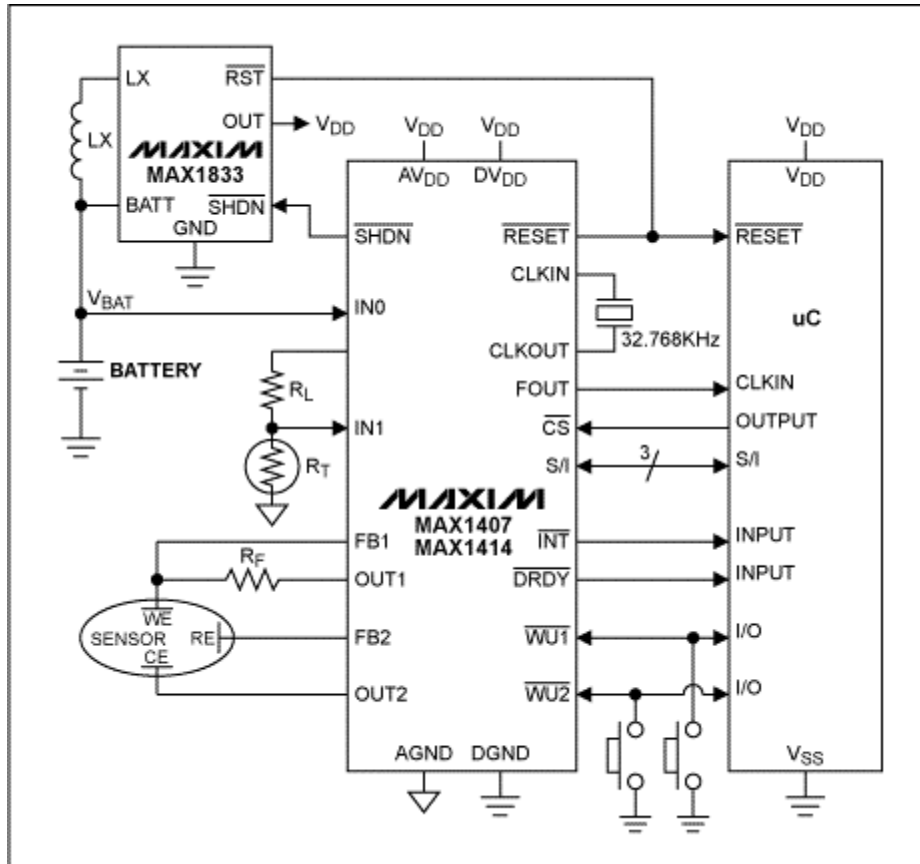 LX
RST
OUT
VDD
LX
MAXIM
MAX1833
BATT
SHDN
GND
VDD
VDD
AVDD
DVDD
VDD
VDD
SHDN
RESET
RESET
CLKIN
VBAT
IN0
uC
32.768KHz
CLKOUT
BATTERY
RL
FOUT
CLKIN
IN1
CS
OUTPUT
RT
S/I
3
S/I
MAXIM
MAX1407
MAX1414
FB1
INT
INPUT
RF
OUT1
DRDY
INPUT
WE
SENSOR
RE
CE
FB2
WU1
I/O
OUT2
WU2
I/O
AGND
DGND
VSS